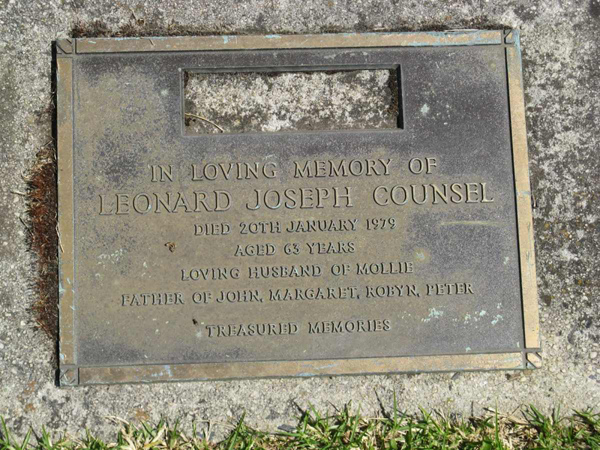 IN LOVING MEMORY OF
LEONARD JOSEPH COUNSEL
DIED 20TH JANUARY 1979
AGED 63 YEARS
LOVING HUSBAND OF MOLLIE
FATHER OF JOHN, MARGARET, ROBYN, PETER
TREASURED MEMORIES